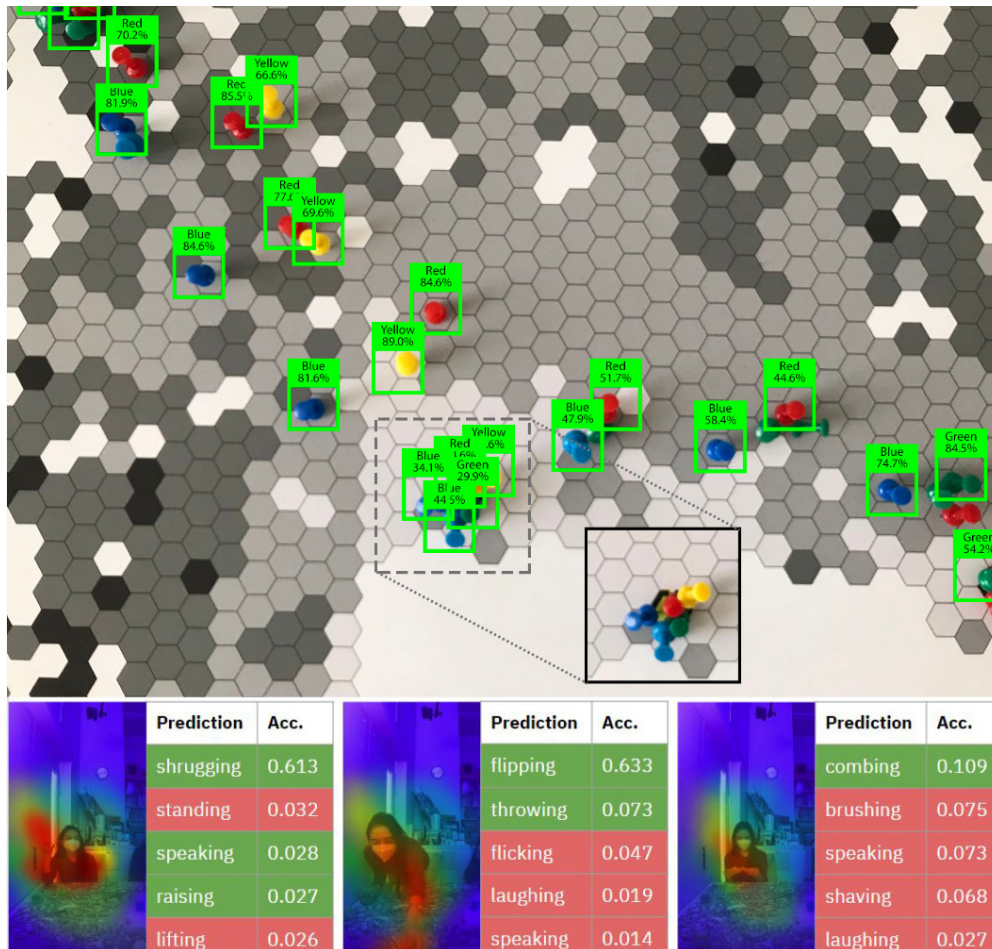 Red
70.2%
Yellow
66.6%
Blue
81.9%
Red
85.5%
Red
77.6%
69.6%
Blue
84.6%
Red
84.6%
Yellow
89.0%
Blue
81.6%
Red
51.7%
Red
44.6%
Blue
47.9%
Blue
58.4%
Yellow
Red
Blue
34.1%
Green
29.9%
Blue
44.5%
Green
84.5%
Blue
74.7%
Green
54.2%
Prediction Acc.
shrugging 0.613
standing 0.032
speaking 0.028
raising 0.027
lifting 0.026
Prediction Acc.
flipping 0.633
throwing 0.073
flicking 0.047
laughing 0.019
speaking 0.014
Prediction Acc.
combing 0.109
brushing 0.075
speaking 0.073
shaving 0.068
laughing 0.027